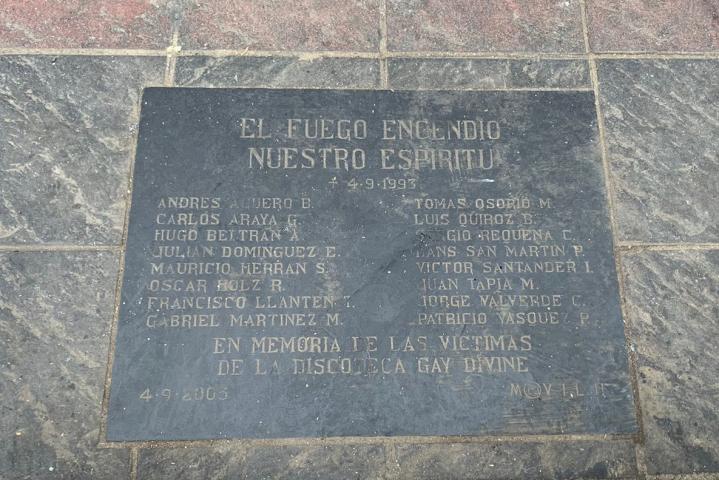 EL FUEGO ENCENDIO
NUESTRO ESPIRITU
+ 4·9·1993
ANDRES AGUERO B.
CARLOS ARAYA G.
HUGO BELTRAN A.
JULIAN DOMINGUEZ E.
MAURICIO HERRAN S.
OSCAR HOLZ R.
FRANCISCO LLANTEN
GABRIEL MARTINEZ M.
TOMAS OSORIO M.
LUIS QUIROZ B.
SERGIO REQUENA C.
HANS SAN MARTIN P.
VICTOR SANTANDER I.
JUAN TAPIA M.
JORGE VALVERDE C.
PATRICIO VASQUEZ P.
EN MEMORIA DE LAS VICTIMAS
DE LA DISCOTECA GAY DIVINE
4·9·2003